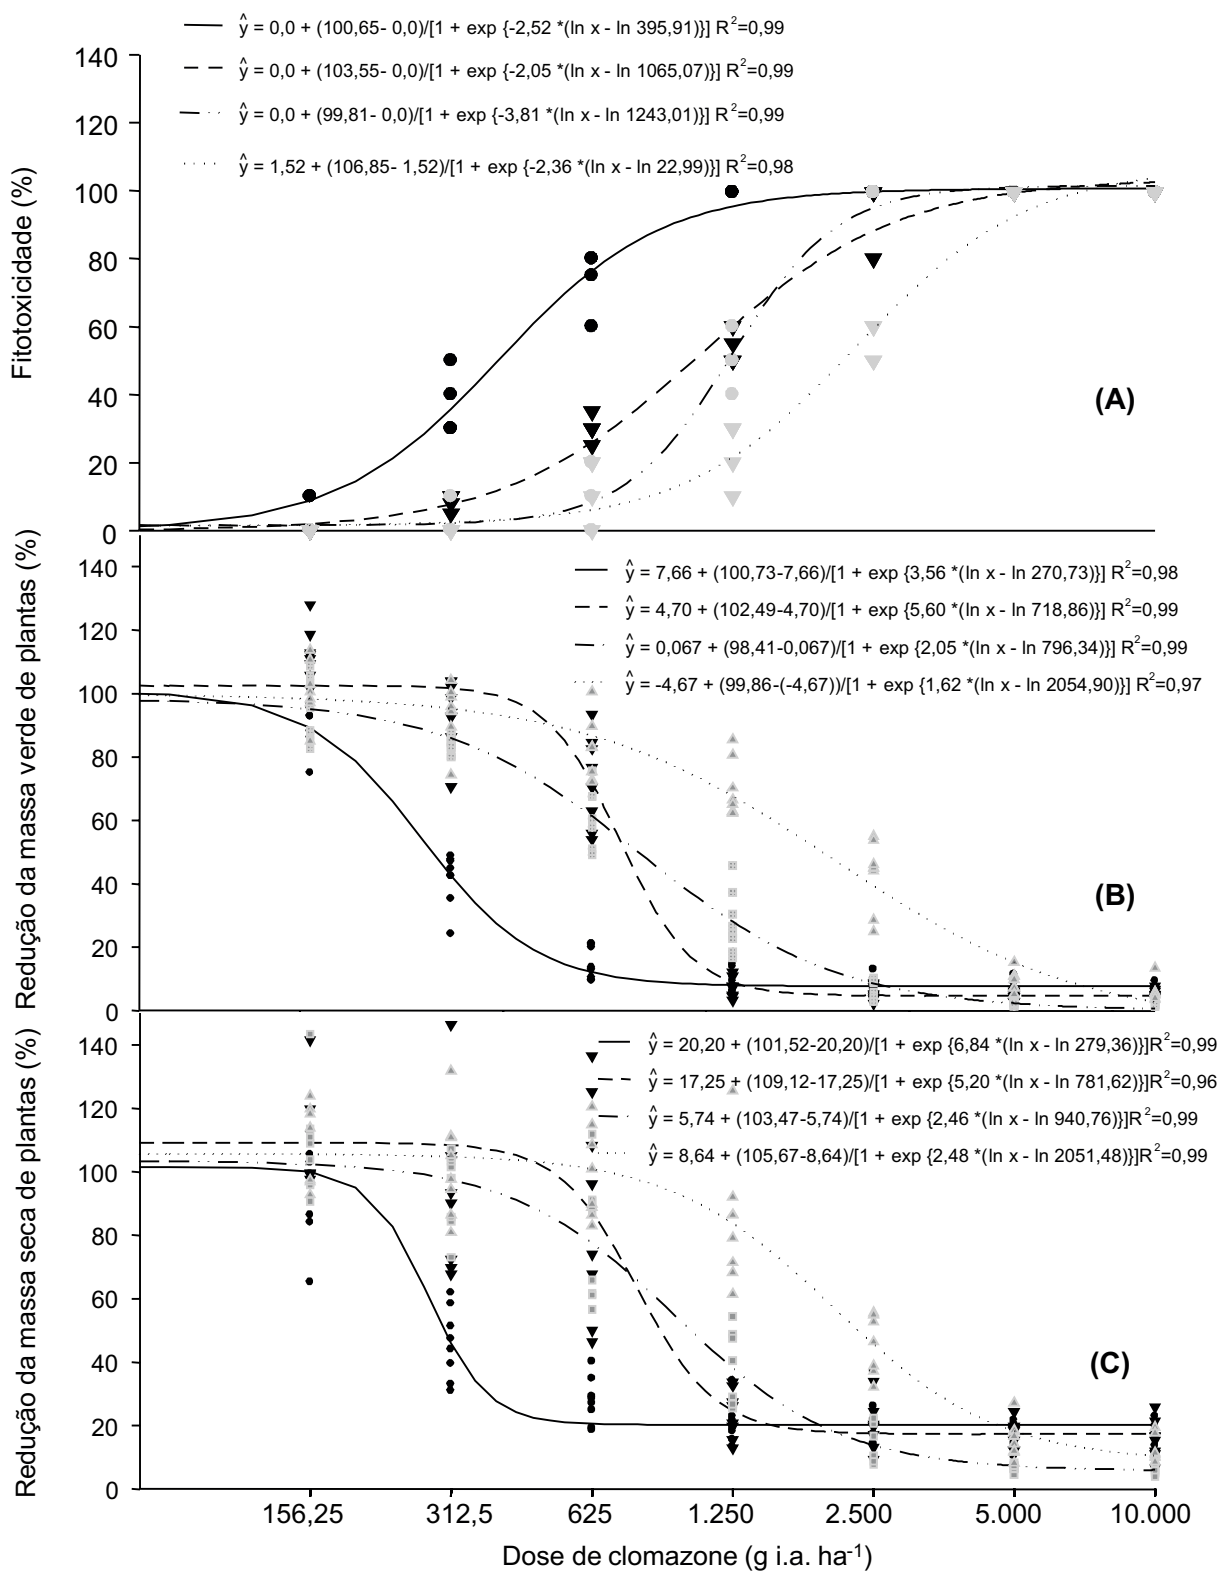 ŷ = 0,0 + (100,65- 0,0)/[1 + exp {-2,52 *(ln x - ln 395,91)}] R²=0,99
ŷ = 0,0 + (103,55- 0,0)/[1 + exp {-2,05 *(ln x - ln 1065,07)}] R²=0,99
ŷ = 0,0 + (99,81- 0,0)/[1 + exp {-3,81 *(ln x - ln 1243,01)}] R²=0,99
ŷ = 1,52 + (106,85- 1,52)/[1 + exp {-2,36 *(ln x - ln 22,99)}] R²=0,98
Fitotoxicidade (%)
140
120
100
80
60
40
20
0
(A)
ŷ = 7,66 + (100,73-7,66)/[1 + exp {3,56 *(ln x - ln 270,73)}] R²=0,98
ŷ = 4,70 + (102,49-4,70)/[1 + exp {5,60 *(ln x - ln 718,86)}] R²=0,99
ŷ = 0,067 + (98,41-0,067)/[1 + exp {2,05 *(ln x - ln 796,34)}] R²=0,99
ŷ = -4,67 + (99,86-(-4,67))/[1 + exp {1,62 *(ln x - ln 2054,90)}] R²=0,97
Redução da massa verde de plantas (%)
140
120
100
80
60
40
20
0
(B)
ŷ = 20,20 + (101,52-20,20)/[1 + exp {6,84 *(ln x - ln 279,36)}]R²=0,99
ŷ = 17,25 + (109,12-17,25)/[1 + exp {5,20 *(ln x - ln 781,62)}]R²=0,96
ŷ = 5,74 + (103,47-5,74)/[1 + exp {2,46 *(ln x - ln 940,76)}]R²=0,99
ŷ = 8,64 + (105,67-8,64)/[1 + exp {2,48 *(ln x - ln 2051,48)}]R²=0,99
Redução da massa seca de plantas (%)
140
120
100
80
60
40
20
0
(C)
156,25 312,5 625 1.250 2.500 5.000 10.000
Dose de clomazone (g i.a. ha⁻¹)